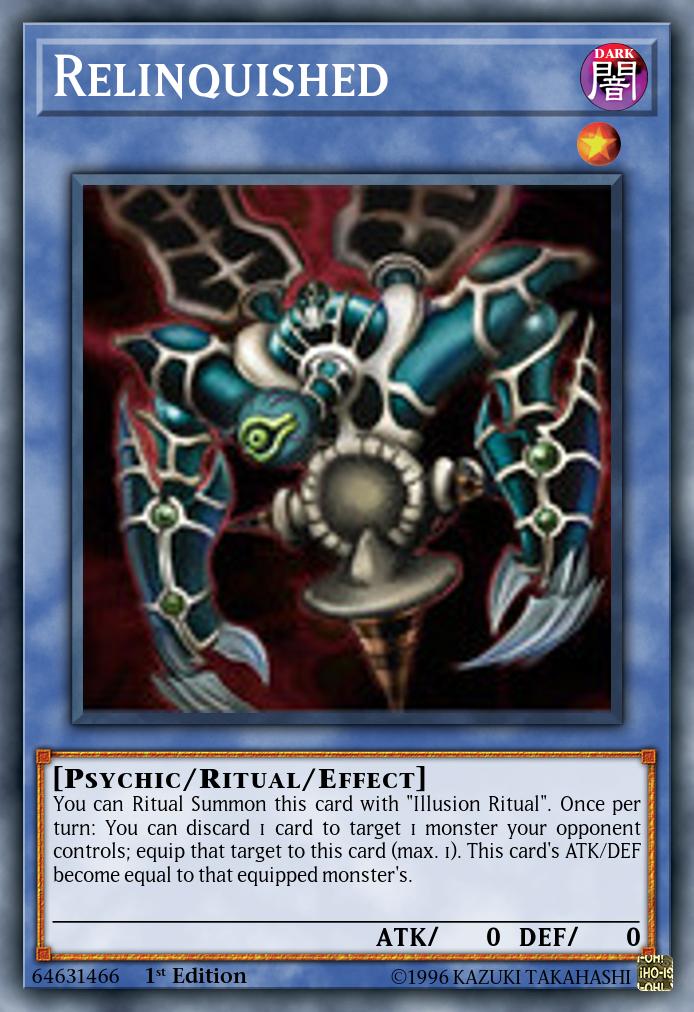 Relinquished
DARK
闇
[Psychic/Ritual/Effect]
You can Ritual Summon this card with "Illusion Ritual". Once per
turn: You can discard 1 card to target 1 monster your opponent
controls; equip that target to this card (max. 1). This card's ATK/DEF
become equal to that equipped monster's.
ATK/ 0 DEF/ 0
64631466 1st Edition ©1996 KAZUKI TAKAHASHI